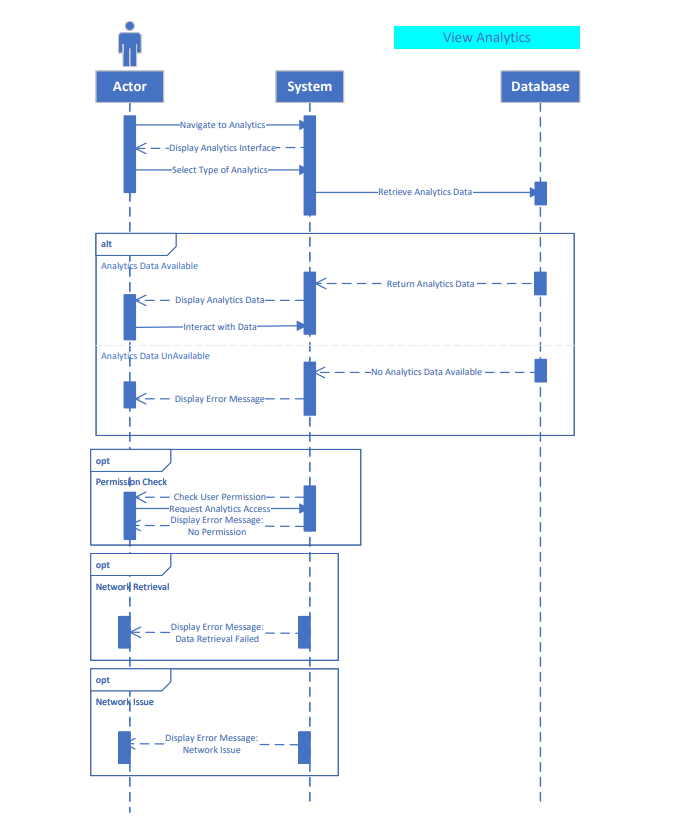 View Analytics
Actor
System
Database
Navigate to Analytics
Display Analytics Interface
Select Type of Analytics
Retrieve Analytics Data
alt
Analytics Data Available
Return Analytics Data
Display Analytics Data
Interact with Data
Analytics Data UnAvailable
No Analytics Data Available
Display Error Message
opt
Permission Check
Check User Permission
Request Analytics Access
Display Error Message:
No Permission
opt
Network Retrieval
Display Error Message:
Data Retrieval Failed
opt
Network Issue
Display Error Message:
Network Issue